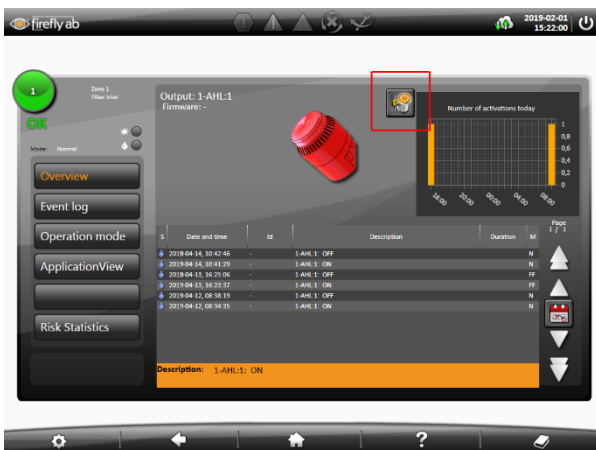 firefly ab
2019-02-01
15:22:00
1
Zone 1
Filter Inlet
OK
Mode: Normal
Output: 1-AHL:1
Firmware: -
Number of activations today
1
0,8
0,6
0,4
0,2
0
16:00 20:00 00:00 04:00 08:00
Overview
Event log
Operation mode
ApplicationView
Risk Statistics
Page
1 / 1
S Date and time Id Description Duration M
2019-04-14, 10:42:46 - 1-AHL:1: OFF N
2019-04-14, 10:41:29 - 1-AHL:1: ON N
2019-04-13, 16:25:06 - 1-AHL:1: OFF FF
2019-04-13, 16:23:37 - 1-AHL:1: ON FF
2019-04-12, 08:38:19 - 1-AHL:1: OFF N
2019-04-12, 08:34:35 - 1-AHL:1: ON N
Description: 1-AHL:1: ON
?